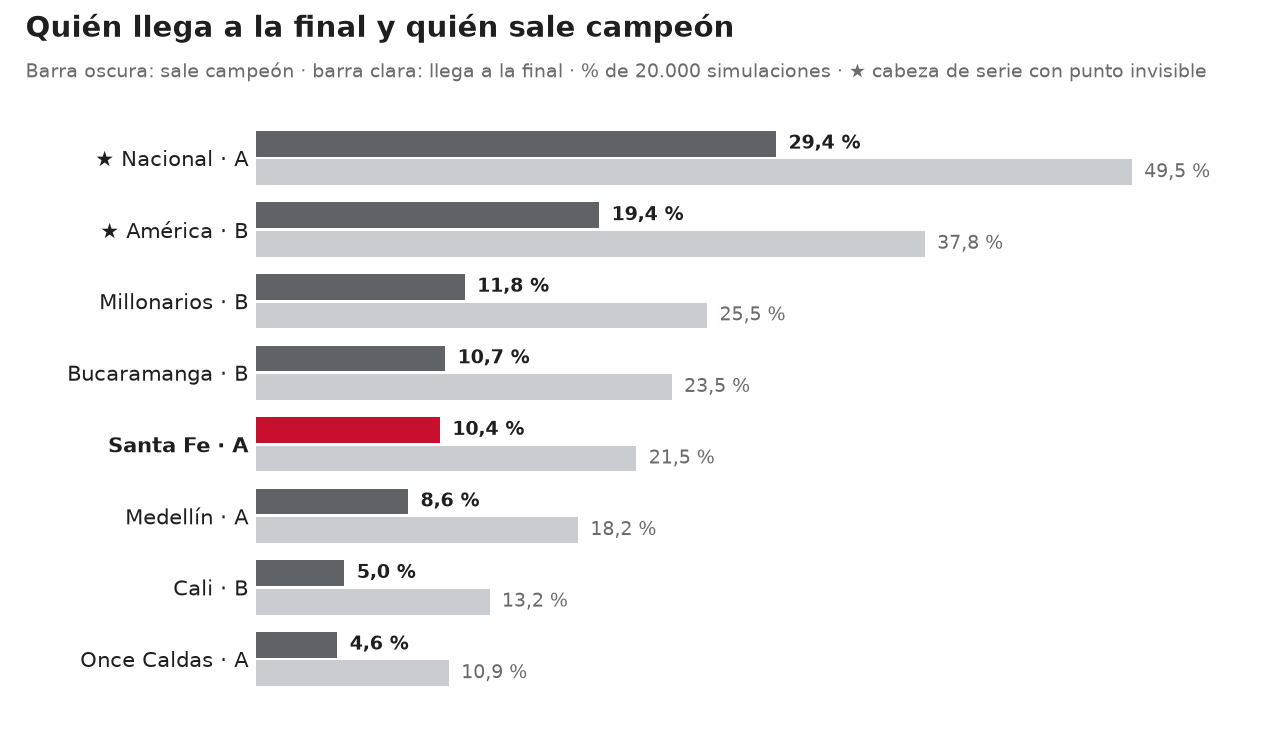 Quién llega a la final y quién sale campeón
Barra oscura: sale campeón · barra clara: llega a la final · % de 20.000 simulaciones · ★ cabeza de serie con punto invisible
★ Nacional · A
29,4 %
49,5 %
★ América · B
19,4 %
37,8 %
Millonarios · B
11,8 %
25,5 %
Bucaramanga · B
10,7 %
23,5 %
Santa Fe · A
10,4 %
21,5 %
Medellín · A
8,6 %
18,2 %
Cali · B
5,0 %
13,2 %
Once Caldas · A
4,6 %
10,9 %